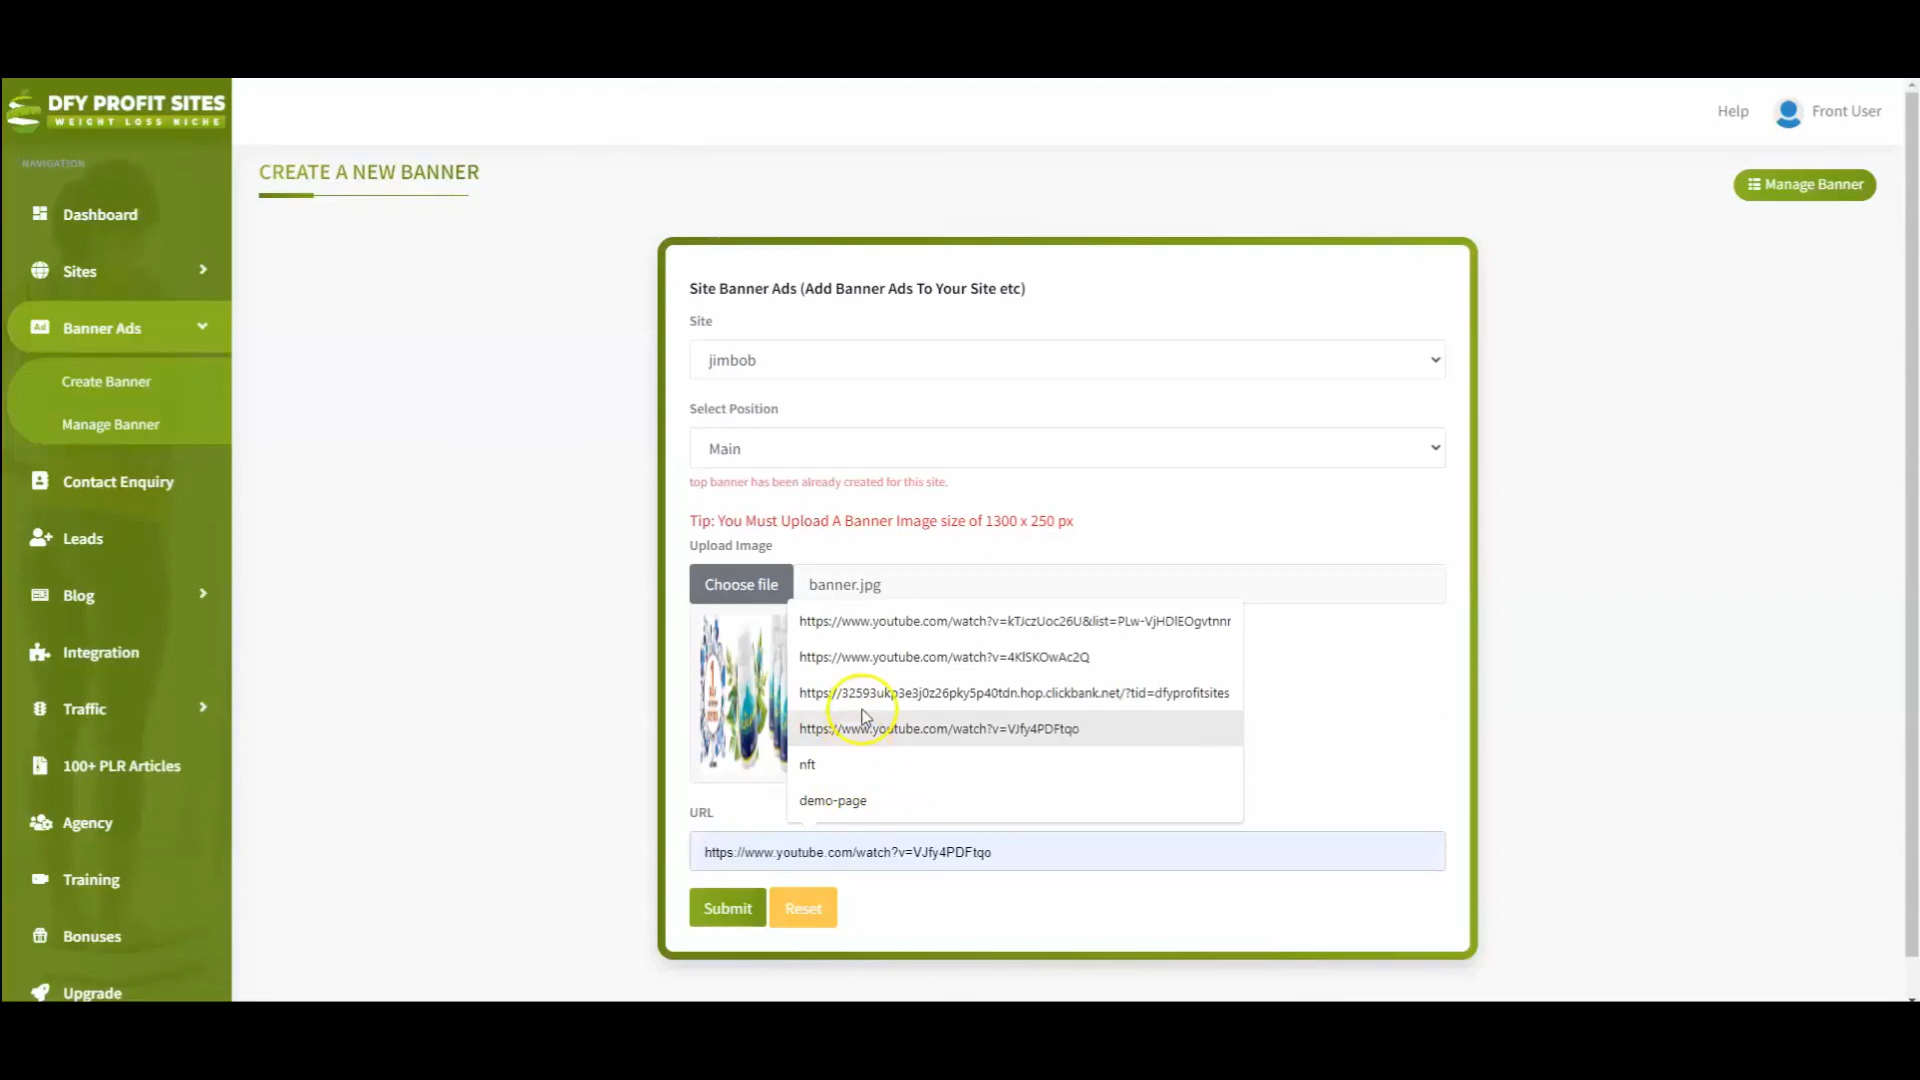 DFY PROFIT SITES
WEIGHT LOSS NICHE
Help
Front User
NAVIGATION
Dashboard
Sites
Banner Ads
Create Banner
Manage Banner
Contact Enquiry
Leads
Blog
Integration
Traffic
100+ PLR Articles
Agency
Training
Bonuses
Upgrade
CREATE A NEW BANNER
Manage Banner
Site Banner Ads (Add Banner Ads To Your Site etc)
Site
jimbob
Select Position
Main
top banner has been already created for this site.
Tip: You Must Upload A Banner Image size of 1300 x 250 px
Upload Image
Choose file banner.jpg
https://www.youtube.com/watch?v=kTJczUoc26U&list=PLw-VjHDlEOgvtnnr
https://www.youtube.com/watch?v=4KlSKOwAc2Q
https://32593ukp3e3j0z26pky5p40tdn.hop.clickbank.net/?tid=dfyprofitsites
https://www.youtube.com/watch?v=VJfy4PDFtqo
nft
demo-page
URL
https://www.youtube.com/watch?v=VJfy4PDFtqo
Submit Reset